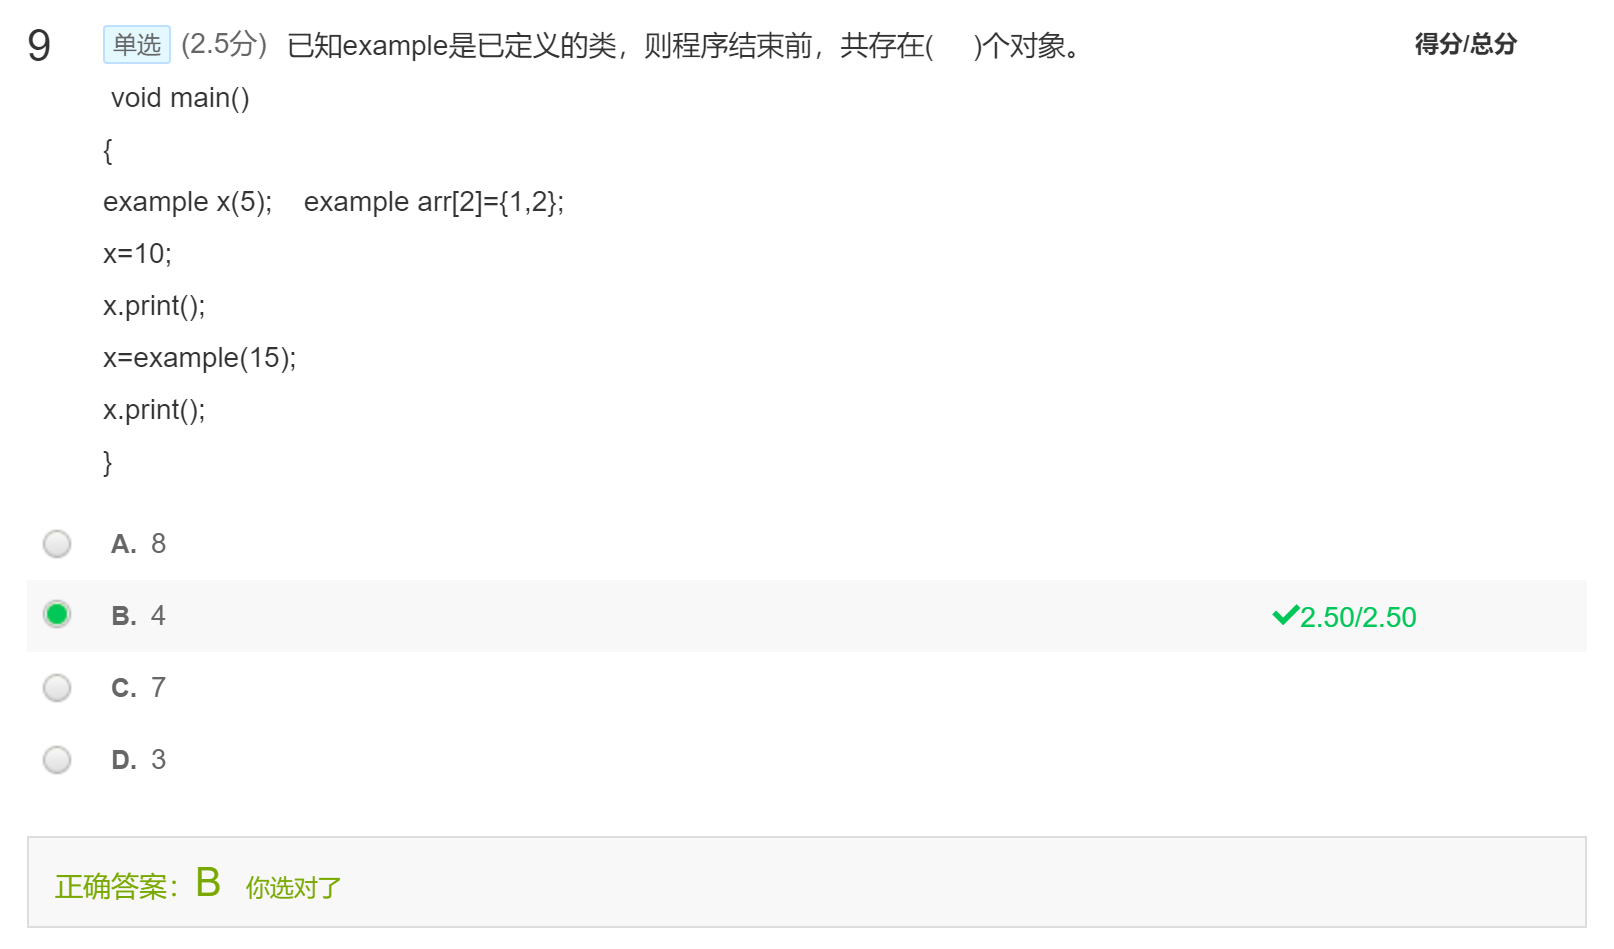 9 单选 (2.5分) 已知example是已定义的类，则程序结束前，共存在(     )个对象。 得分/总分
void main()
{
example x(5);    example arr[2]={1,2};
x=10;
x.print();
x=example(15);
x.print();
}
A. 8
B. 4 2.50/2.50
C. 7
D. 3
正确答案：B 你选对了